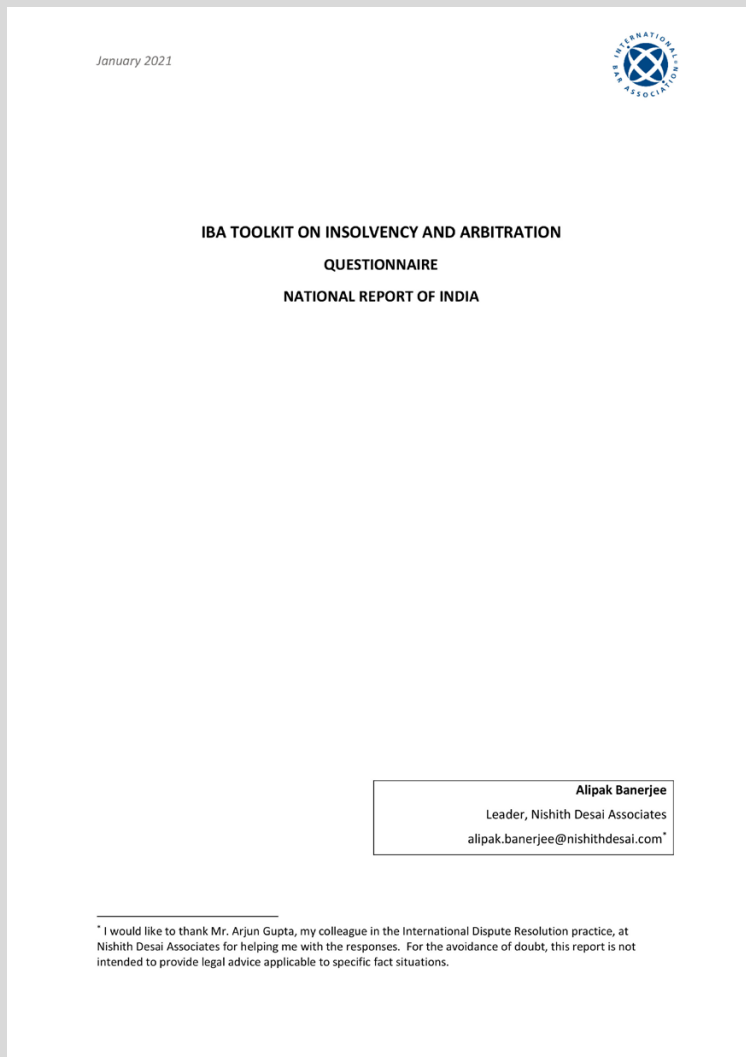 January 2021
INTERNATIONAL BAR ASSOCIATION
IBA TOOLKIT ON INSOLVENCY AND ARBITRATION
QUESTIONNAIRE
NATIONAL REPORT OF INDIA
Alipak Banerjee
Leader, Nishith Desai Associates
alipak.banerjee@nishithdesai.com*
* I would like to thank Mr. Arjun Gupta, my colleague in the International Dispute Resolution practice, at
Nishith Desai Associates for helping me with the responses. For the avoidance of doubt, this report is not
intended to provide legal advice applicable to specific fact situations.